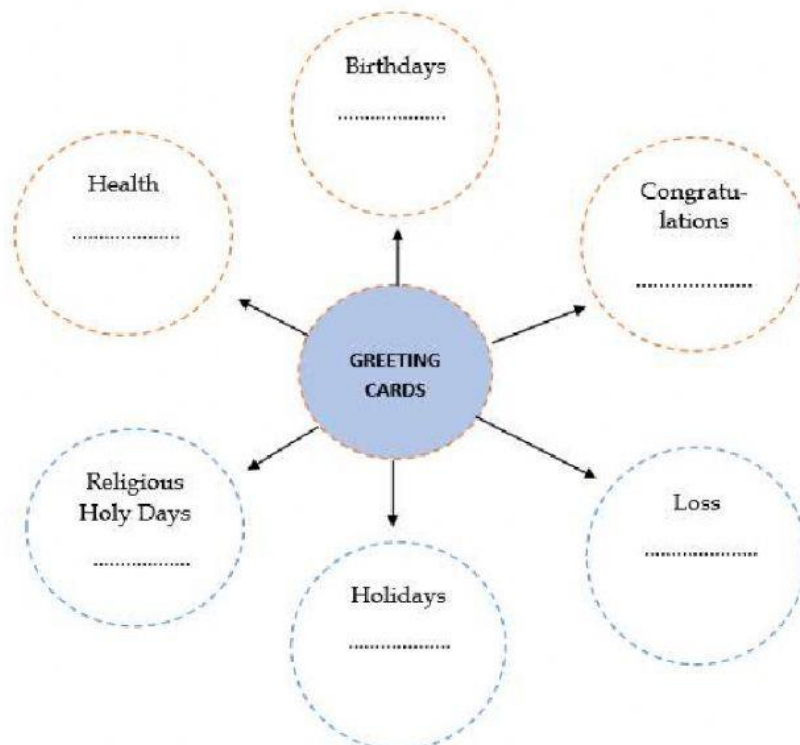 Birthdays
....................
Health
....................
Congratu-
lations
....................
GREETING
CARDS
Religious
Holy Days
..................
Loss
.....................
Holidays
...................